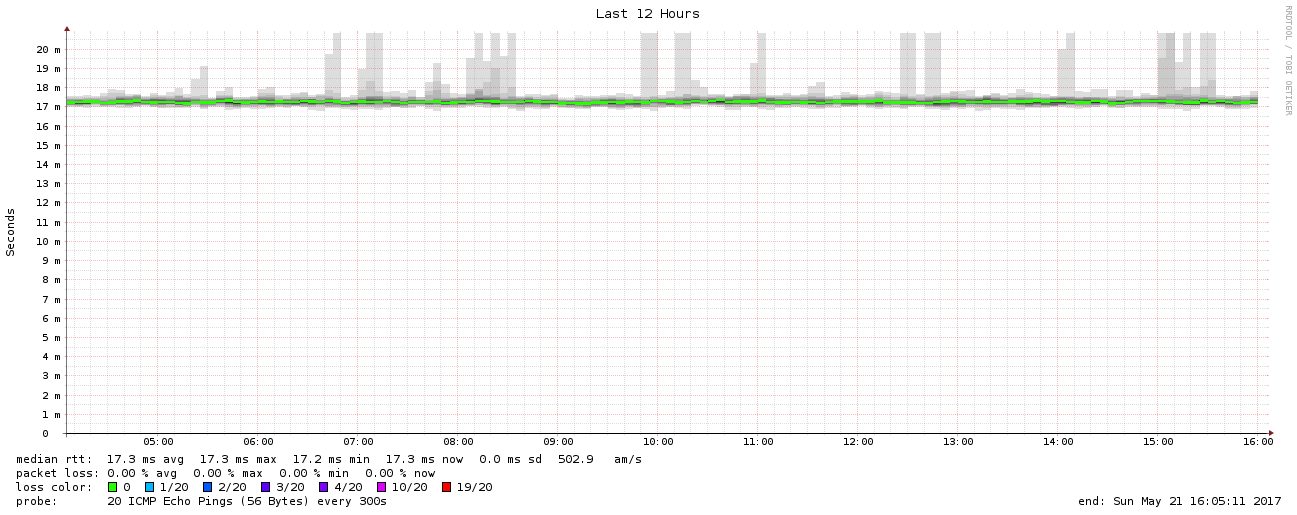 Last 12 Hours
RRDTOOL / TOBI OETIKER
Seconds
20 m
19 m
18 m
17 m
16 m
15 m
14 m
13 m
12 m
11 m
10 m
9 m
8 m
7 m
6 m
5 m
4 m
3 m
2 m
1 m
0
05:00 06:00 07:00 08:00 09:00 10:00 11:00 12:00 13:00 14:00 15:00 16:00
median rtt: 17.3 ms avg 17.3 ms max 17.2 ms min 17.3 ms now 0.0 ms sd 502.9 am/s
packet loss: 0.00 % avg 0.00 % max 0.00 % min 0.00 % now
loss color: 0 1/20 2/20 3/20 4/20 10/20 19/20
probe: 20 ICMP Echo Pings (56 Bytes) every 300s end: Sun May 21 16:05:11 2017